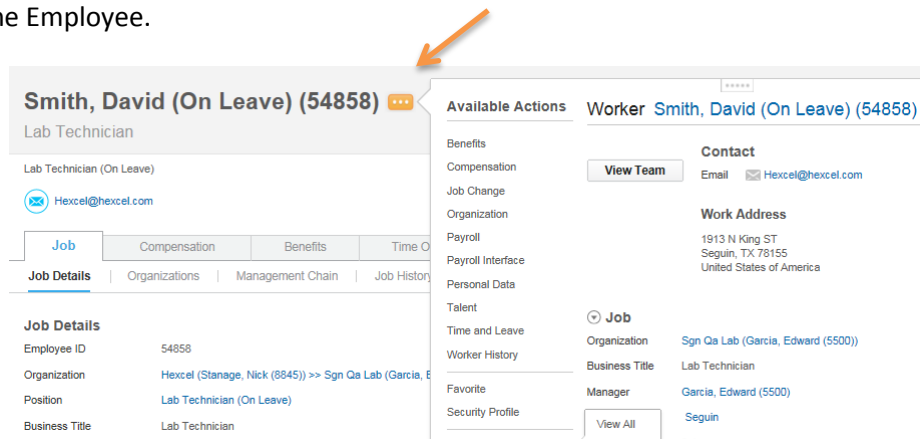 he Employee.
Smith, David (On Leave) (54858)
Lab Technician
Lab Technician (On Leave)
Hexcel@hexcel.com
Job Compensation Benefits Time O
Job Details Organizations Management Chain Job History
Job Details
Employee ID 54858
Organization Hexcel (Stanage, Nick (8845)) >> Sgn Qa Lab (Garcia, E
Position Lab Technician (On Leave)
Business Title Lab Technician
Available Actions
Benefits
Compensation
Job Change
Organization
Payroll
Payroll Interface
Personal Data
Talent
Time and Leave
Worker History
Favorite
Security Profile
Worker Smith, David (On Leave) (54858)
View Team
Contact
Email Hexcel@hexcel.com
Work Address
1913 N King ST
Seguin, TX 78155
United States of America
Job
Organization Sgn Qa Lab (Garcia, Edward (5500))
Business Title Lab Technician
Manager Garcia, Edward (5500)
View All Seguin